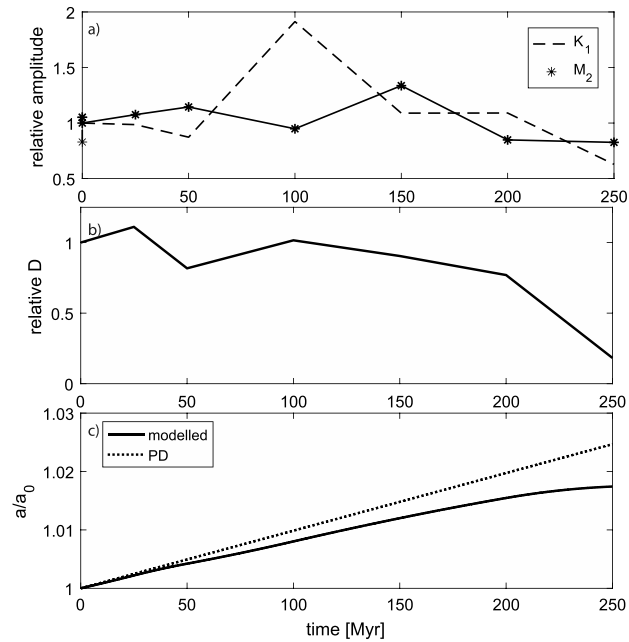 a)
relative amplitude
2
1.5
1
0.5
K1
M2
0 50 100 150 200 250
b)
relative D
1
0.5
0
0 50 100 150 200 250
c)
a/a0
1.03
1.02
1.01
1
modelled
PD
0 50 100 150 200 250
time [Myr]